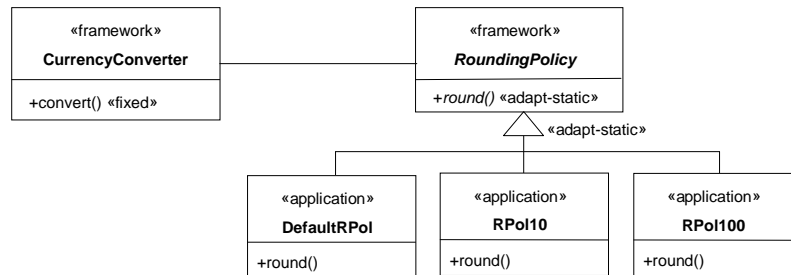 «framework»
CurrencyConverter
+convert() «fixed»
«framework»
RoundingPolicy
+round() «adapt-static»
«adapt-static»
«application»
DefaultRPol
+round()
«application»
RPol10
+round()
«application»
RPol100
+round()